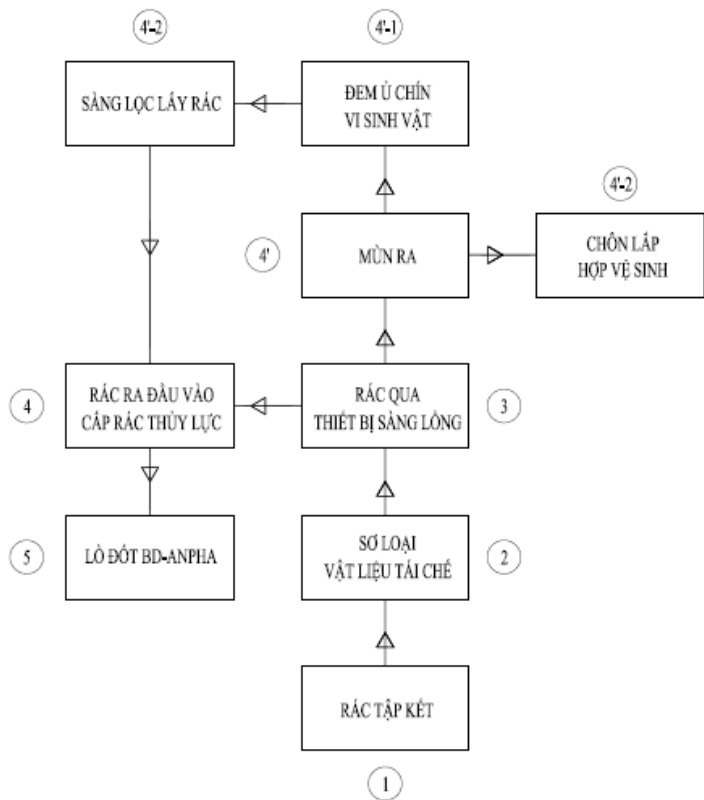 4'-2
4'-1
SÀNG LỌC LẤY RÁC
ĐEM Ủ CHÍN
VI SINH VẬT
4'-2
4'
MÙN RA
CHÔN LẤP
HỢP VỆ SINH
4
RÁC RA ĐẦU VÀO
CẤP RÁC THỦY LỰC
RÁC QUA
THIẾT BỊ SÀNG LỒNG
3
5
LÒ ĐỐT BD-ANPHA
SƠ LOẠI
VẬT LIỆU TÁI CHẾ
2
RÁC TẬP KẾT
1